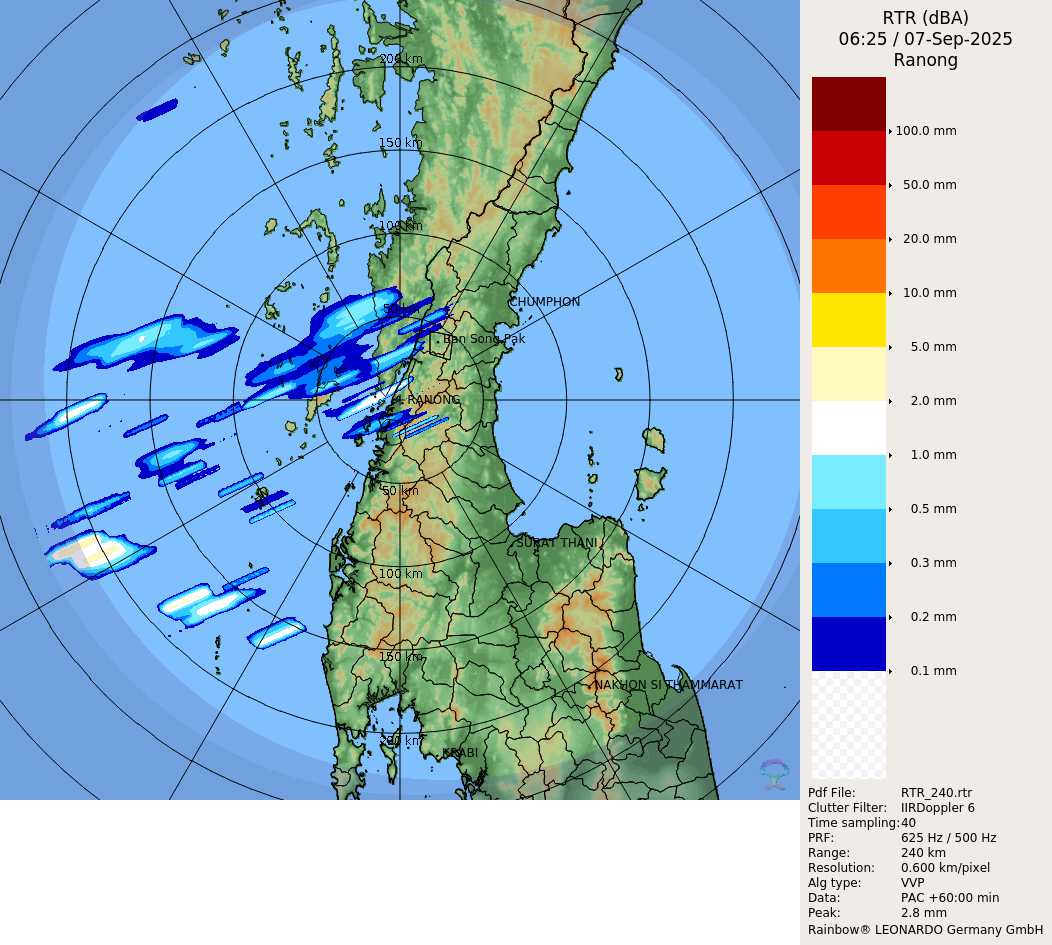 RTR (dBA)
06:25 / 07-Sep-2025
Ranong
100.0 mm
50.0 mm
20.0 mm
10.0 mm
5.0 mm
2.0 mm
1.0 mm
0.5 mm
0.3 mm
0.2 mm
0.1 mm
Pdf File: RTR_240.rtr
Clutter Filter: IIRDoppler 6
Time sampling: 40
PRF: 625 Hz / 500 Hz
Range: 240 km
Resolution: 0.600 km/pixel
Alg type: VVP
Data: PAC +60:00 min
Peak: 2.8 mm
Rainbow® LEONARDO Germany GmbH
200 km
150 km
100 km
CHUMPHON
Ban Song Pak
RANONG
50 km
SURAT THANI
100 km
150 km
NAKHON SI THAMMARAT
200 km
KRABI